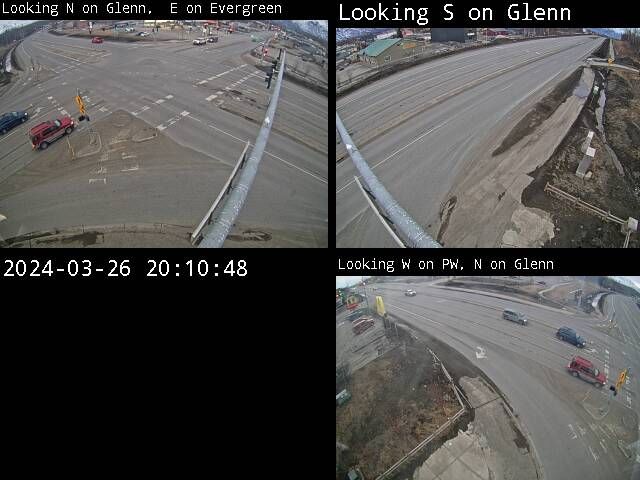 Looking N on Glenn,  E on Evergreen
Looking S on Glenn
2024-03-26 20:10:48
Looking W on PW, N on Glenn